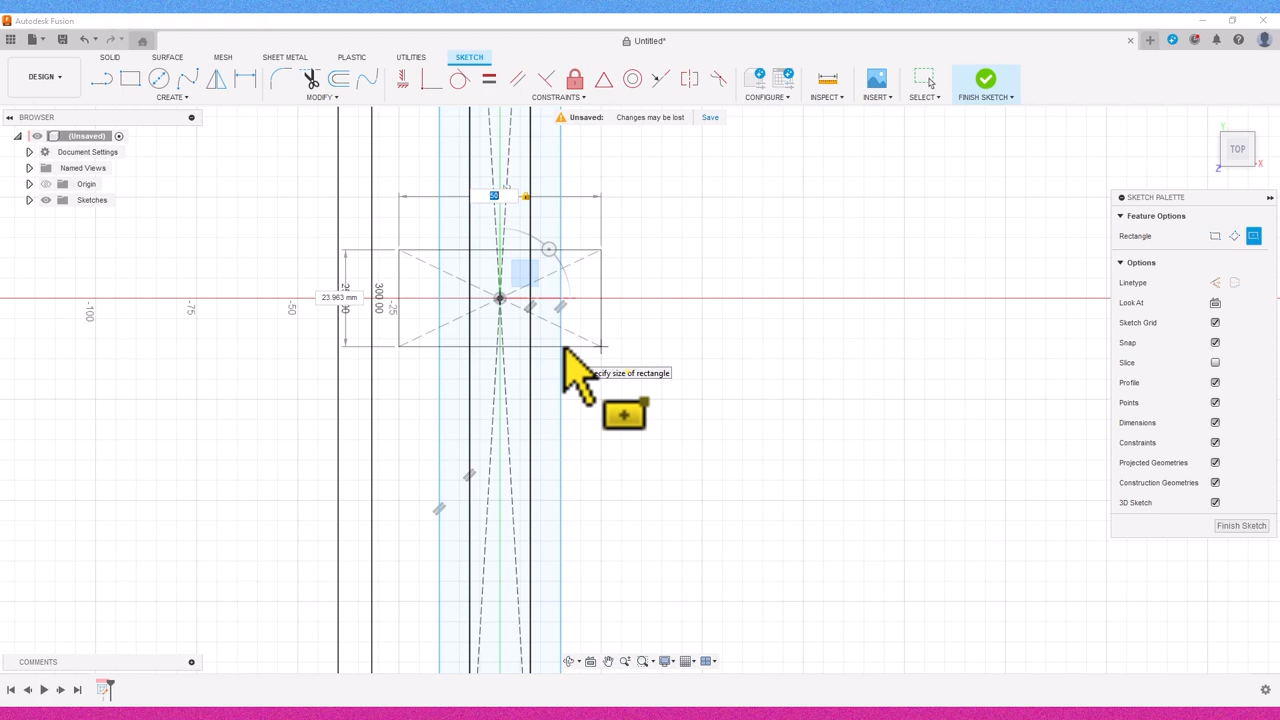 Autodesk Fusion
Untitled*
DESIGN
SOLID
SURFACE
MESH
SHEET METAL
PLASTIC
UTILITIES
SKETCH
CREATE
MODIFY
CONSTRAINTS
CONFIGURE
INSPECT
INSERT
SELECT
FINISH SKETCH
BROWSER
Unsaved: Changes may be lost Save
(Unsaved)
Document Settings
Named Views
Origin
Sketches
TOP
Y
X
Z
SKETCH PALETTE
Feature Options
Rectangle
Options
Linetype
Look At
Sketch Grid
Snap
Slice
Profile
Points
Dimensions
Constraints
Projected Geometries
Construction Geometries
3D Sketch
Finish Sketch
50
23.963 mm
300.00
-100
-75
-50
-25
ecify size of rectangle
COMMENTS